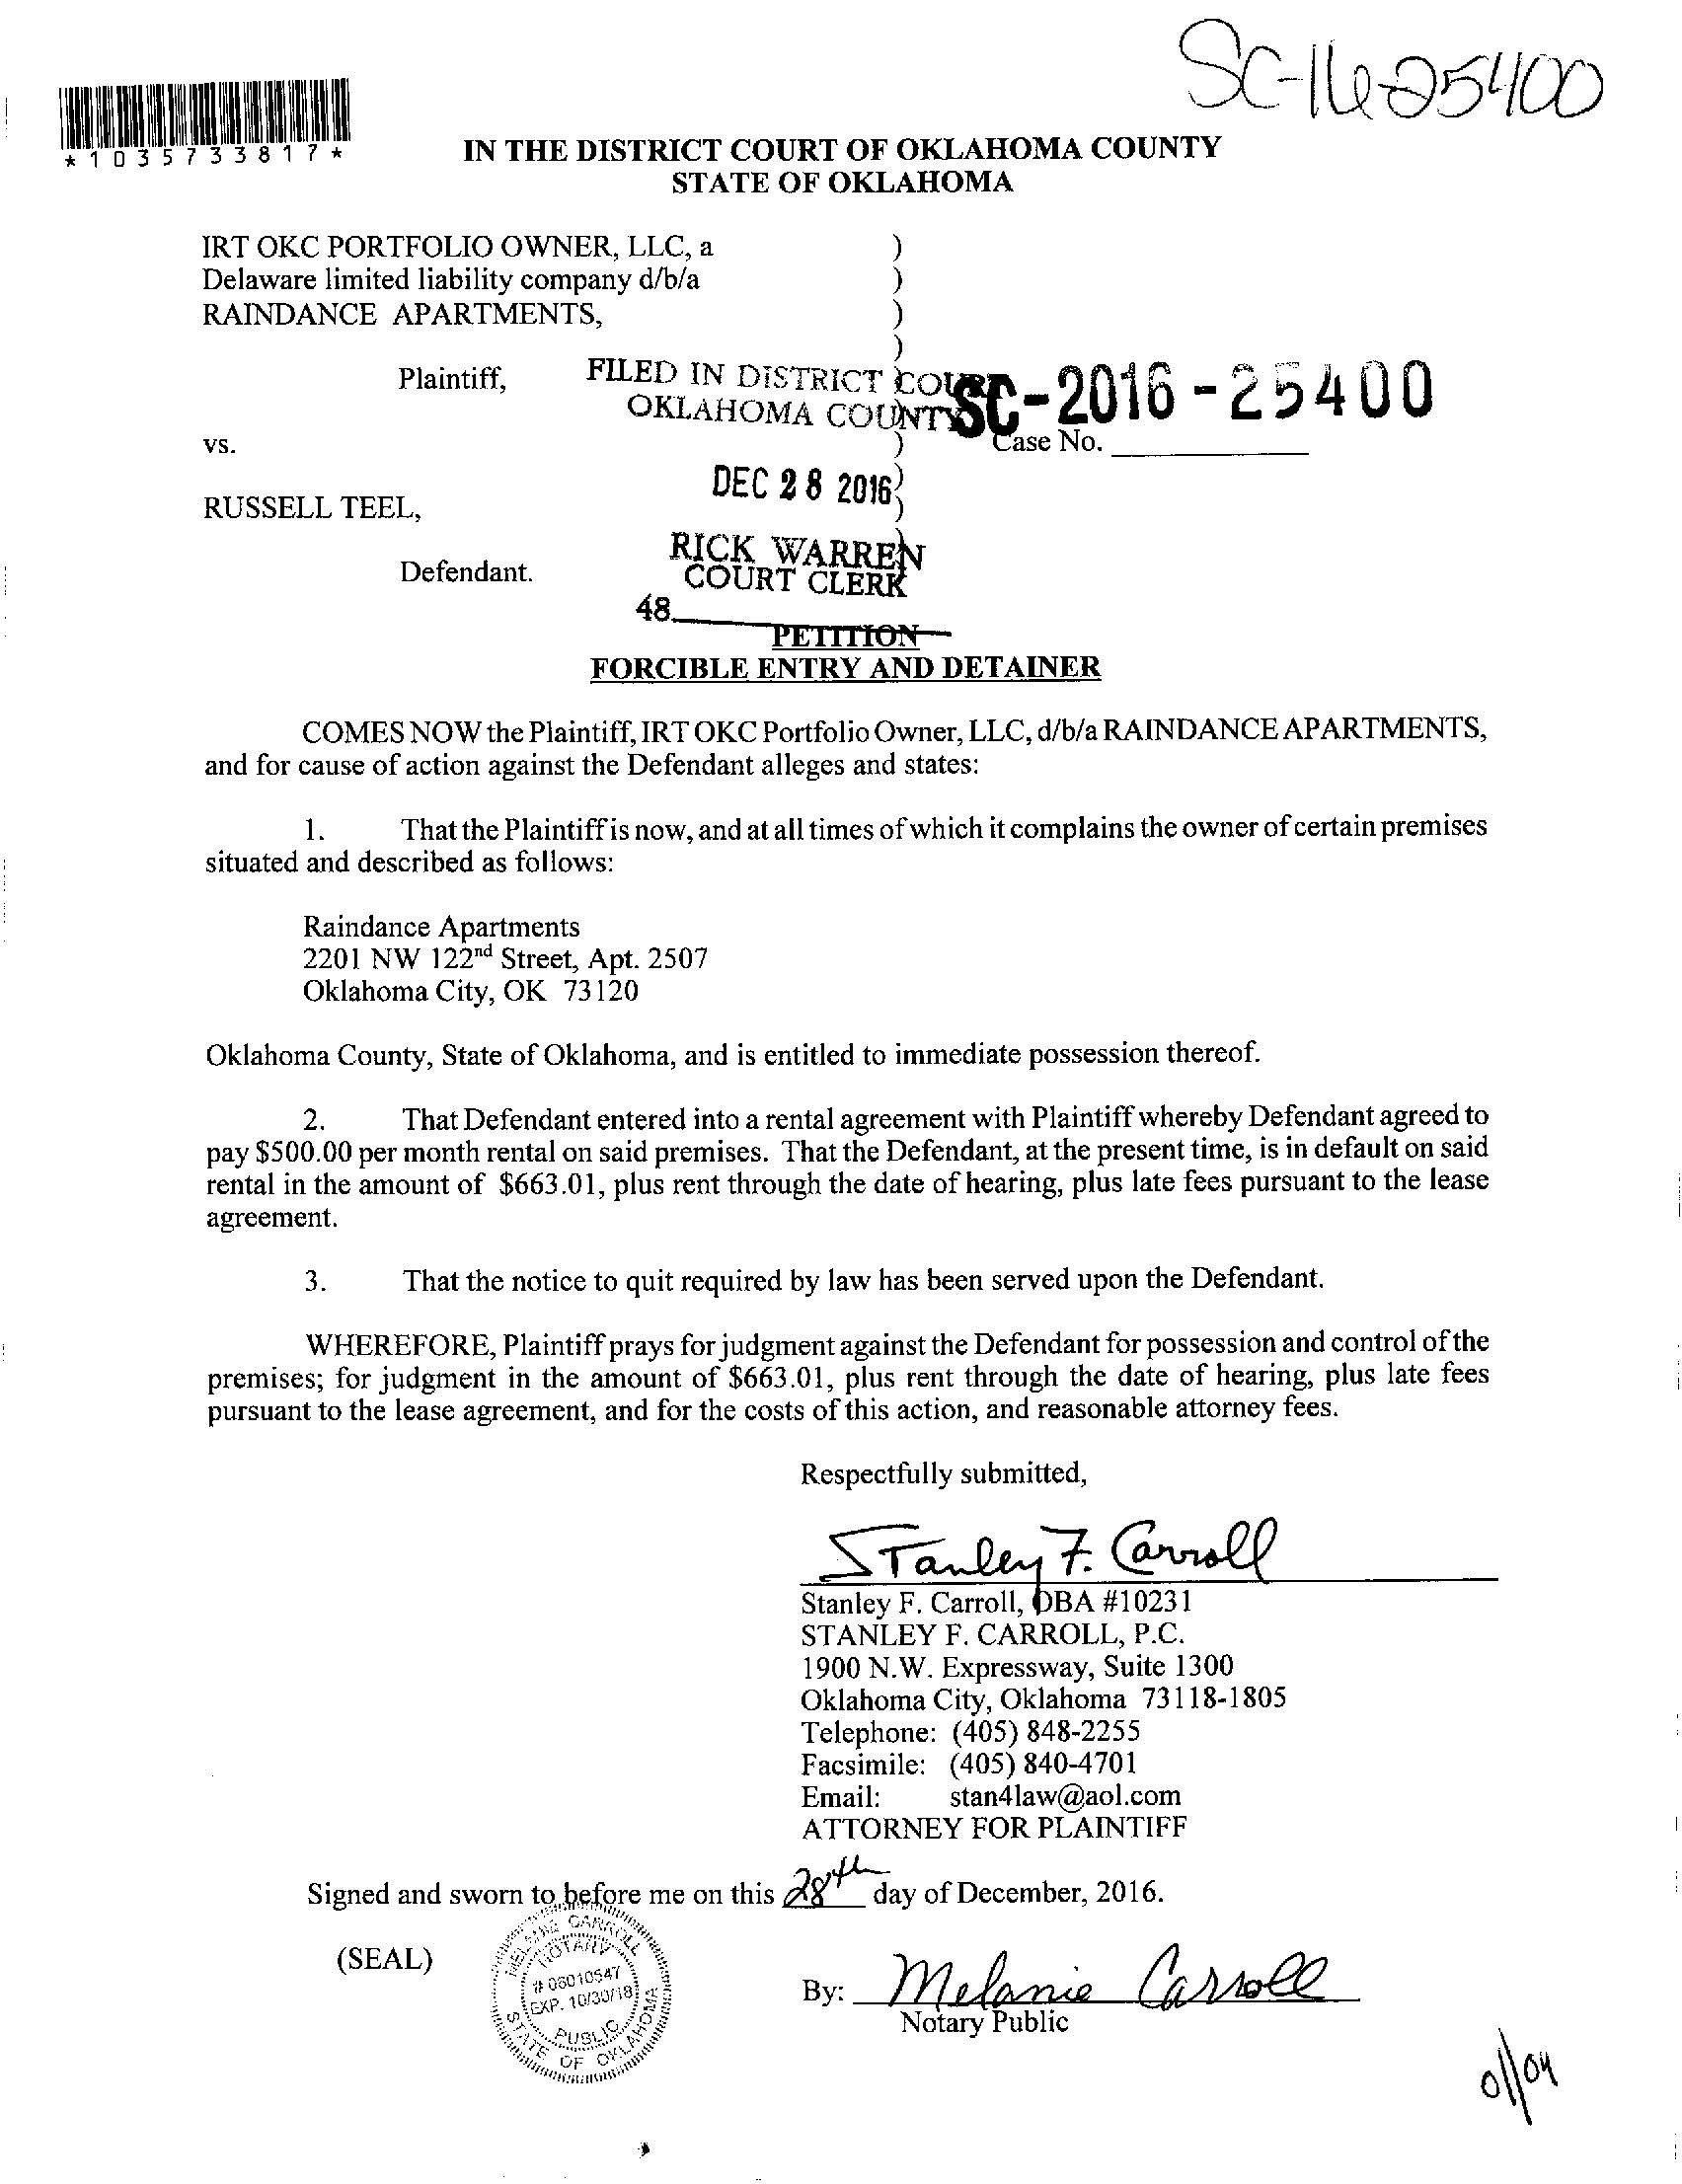 SC-16-25400
*1035733817*
IN THE DISTRICT COURT OF OKLAHOMA COUNTY
STATE OF OKLAHOMA
IRT OKC PORTFOLIO OWNER, LLC, a )
Delaware limited liability company d/b/a )
RAINDANCE APARTMENTS, )
)
Plaintiff,
FILED IN DISTRICT COURT
OKLAHOMA COUNTY
SC-2016-25400
vs. ) Case No.
DEC 28 2016 )
RUSSELL TEEL, )
RICK WARREN
COURT CLERK
Defendant.
48
PETITION
FORCIBLE ENTRY AND DETAINER
COMES NOW the Plaintiff, IRT OKC Portfolio Owner, LLC, d/b/a RAINDANCE APARTMENTS,
and for cause of action against the Defendant alleges and states:
1. That the Plaintiff is now, and at all times of which it complains the owner of certain premises
situated and described as follows:
Raindance Apartments
2201 NW 122nd Street, Apt. 2507
Oklahoma City, OK 73120
Oklahoma County, State of Oklahoma, and is entitled to immediate possession thereof.
2. That Defendant entered into a rental agreement with Plaintiff whereby Defendant agreed to
pay $500.00 per month rental on said premises. That the Defendant, at the present time, is in default on said
rental in the amount of $663.01, plus rent through the date of hearing, plus late fees pursuant to the lease
agreement.
3. That the notice to quit required by law has been served upon the Defendant.
WHEREFORE, Plaintiff prays for judgment against the Defendant for possession and control of the
premises; for judgment in the amount of $663.01, plus rent through the date of hearing, plus late fees
pursuant to the lease agreement, and for the costs of this action, and reasonable attorney fees.
Respectfully submitted,
Stanley F. Carroll
Stanley F. Carroll, OBA #10231
STANLEY F. CARROLL, P.C.
1900 N.W. Expressway, Suite 1300
Oklahoma City, Oklahoma 73118-1805
Telephone: (405) 848-2255
Facsimile: (405) 840-4701
Email: stan4law@aol.com
ATTORNEY FOR PLAINTIFF
Signed and sworn to before me on this 28th day of December, 2016.
(SEAL)
MELANIE CARROLL
NOTARY
# 06010547
EXP. 10/30/18
PUBLIC
STATE OF OKLAHOMA
By: Melanie Carroll
Notary Public
01/04